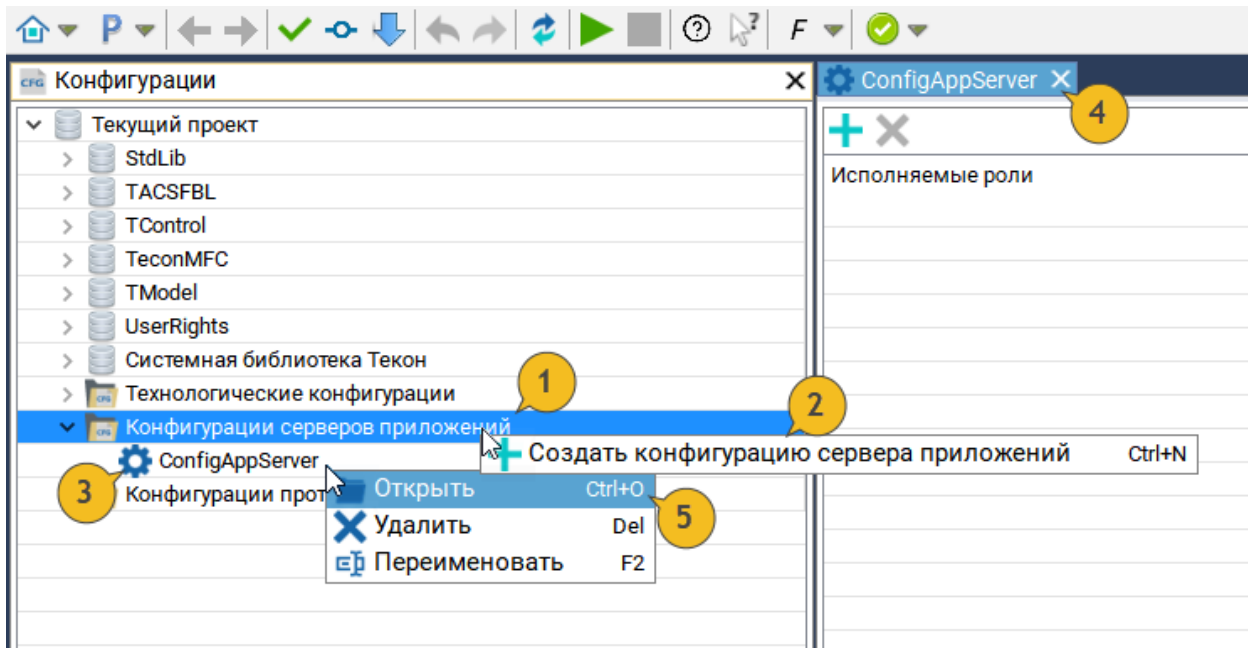 P F
CFG Конфигурации
ConfigAppServer
4
Текущий проект
StdLib
TACSFBL
TControl
TeconMFC
TModel
UserRights
Системная библиотека Текон
Технологические конфигурации
1
Конфигурации серверов приложений
2
Создать конфигурацию сервера приложений Ctrl+N
ConfigAppServer
3
Конфигурации прот
Открыть Ctrl+O
5
Удалить Del
Переименовать F2
Исполняемые роли